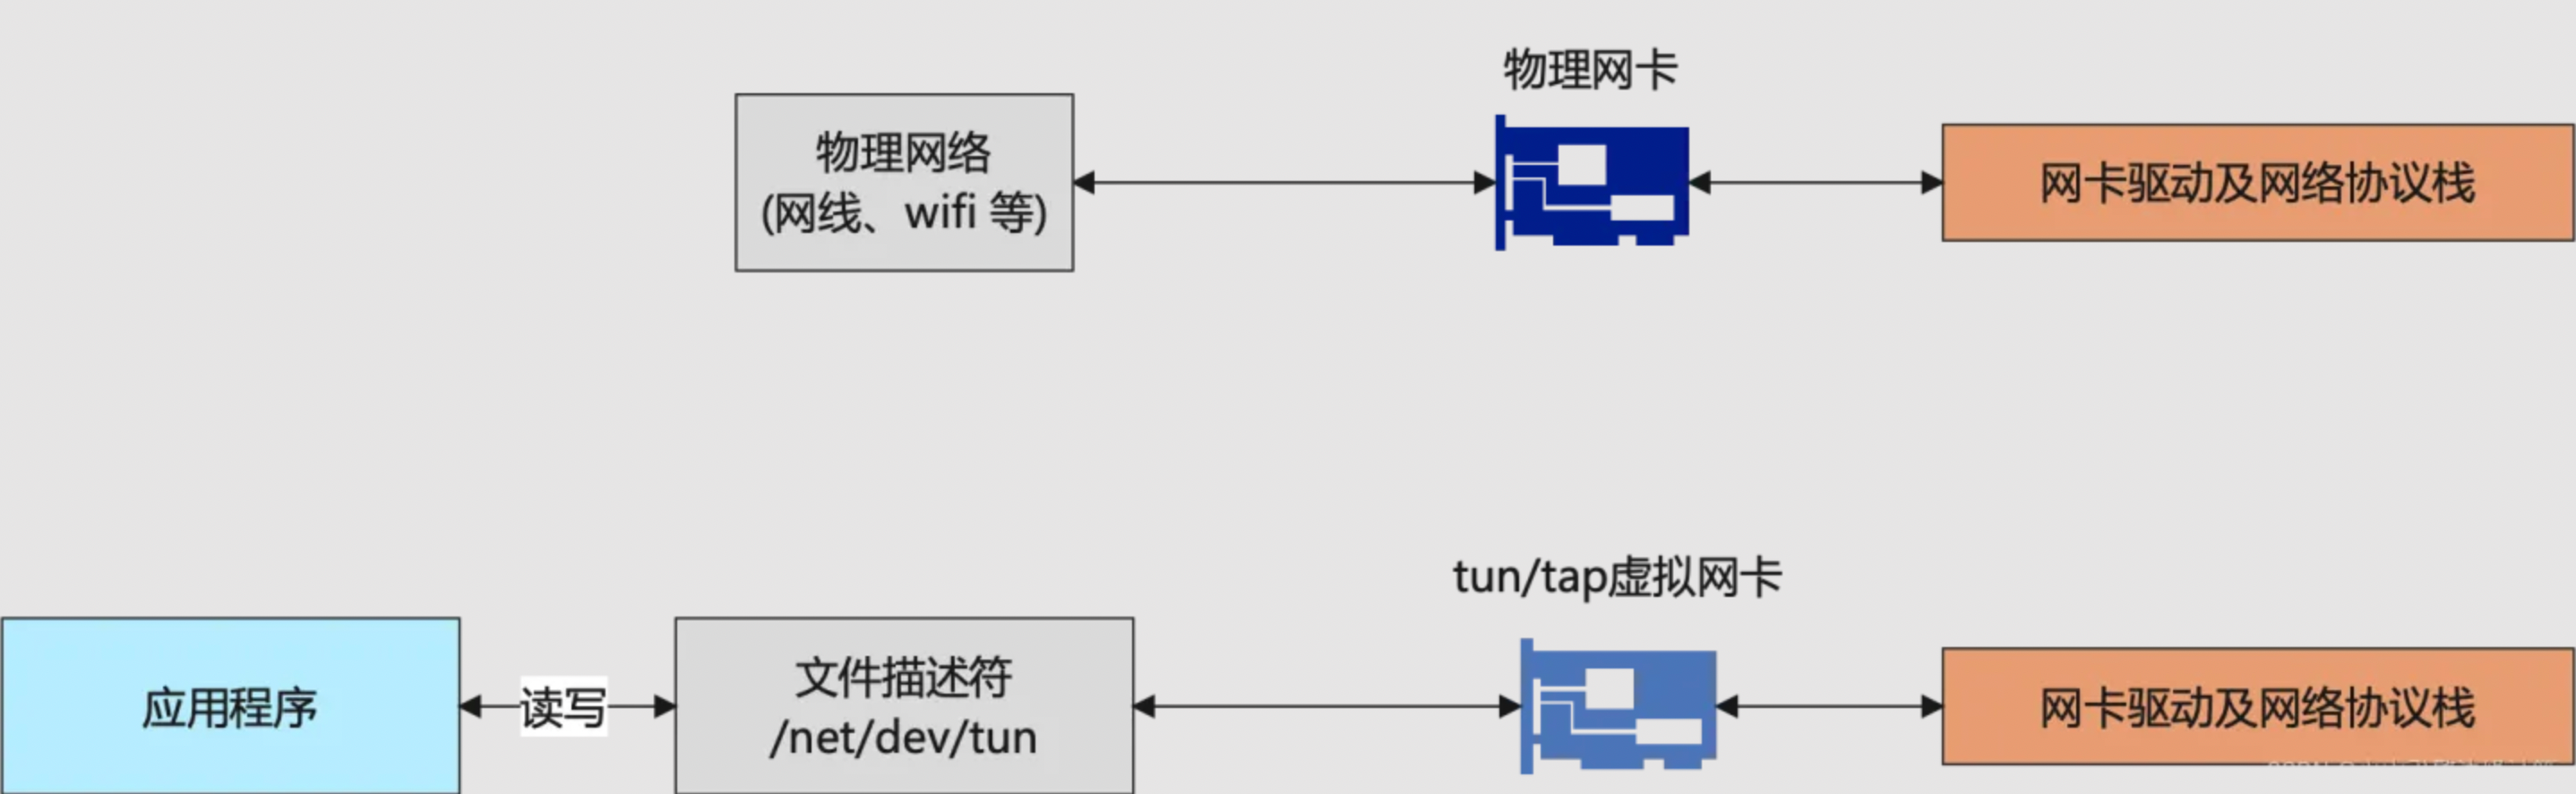 物理网卡
物理网络
(网线、wifi 等)
网卡驱动及网络协议栈
tun/tap虚拟网卡
应用程序
读写
文件描述符
/net/dev/tun
网卡驱动及网络协议栈